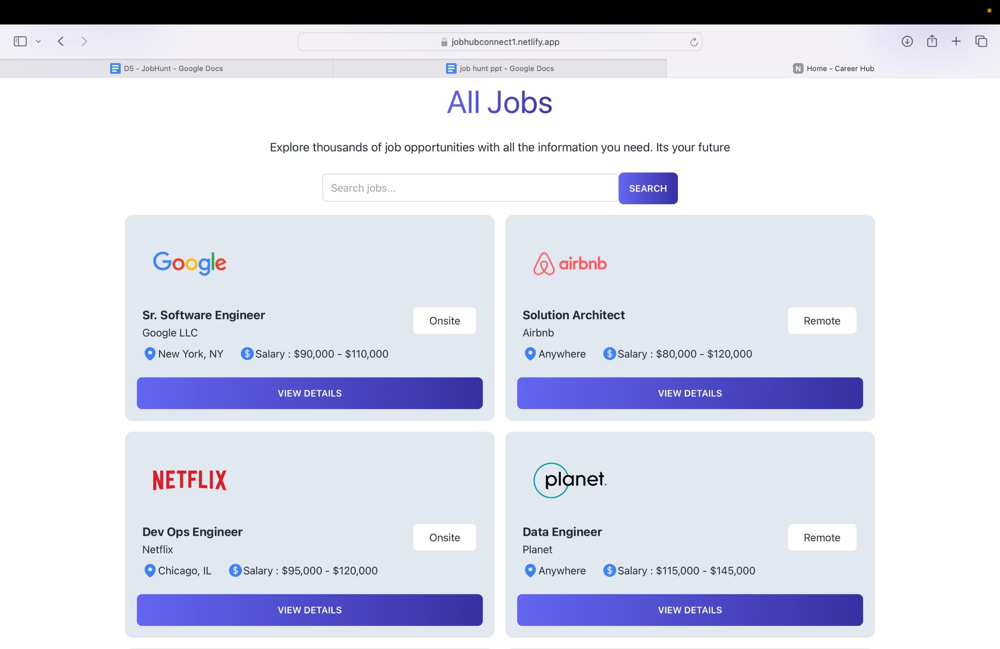 jobhubconnect1.netlify.app
D5 - JobHunt - Google Docs
job hunt ppt - Google Docs
N Home - Career Hub
All Jobs
Explore thousands of job opportunities with all the information you need. Its your future
Search jobs...
SEARCH
Google
Sr. Software Engineer
Onsite
Google LLC
New York, NY
$ Salary : $90,000 - $110,000
VIEW DETAILS
airbnb
Solution Architect
Remote
Airbnb
Anywhere
$ Salary : $80,000 - $120,000
VIEW DETAILS
NETFLIX
Dev Ops Engineer
Onsite
Netflix
Chicago, IL
$ Salary : $95,000 - $120,000
VIEW DETAILS
planet.
Data Engineer
Remote
Planet
Anywhere
$ Salary : $115,000 - $145,000
VIEW DETAILS